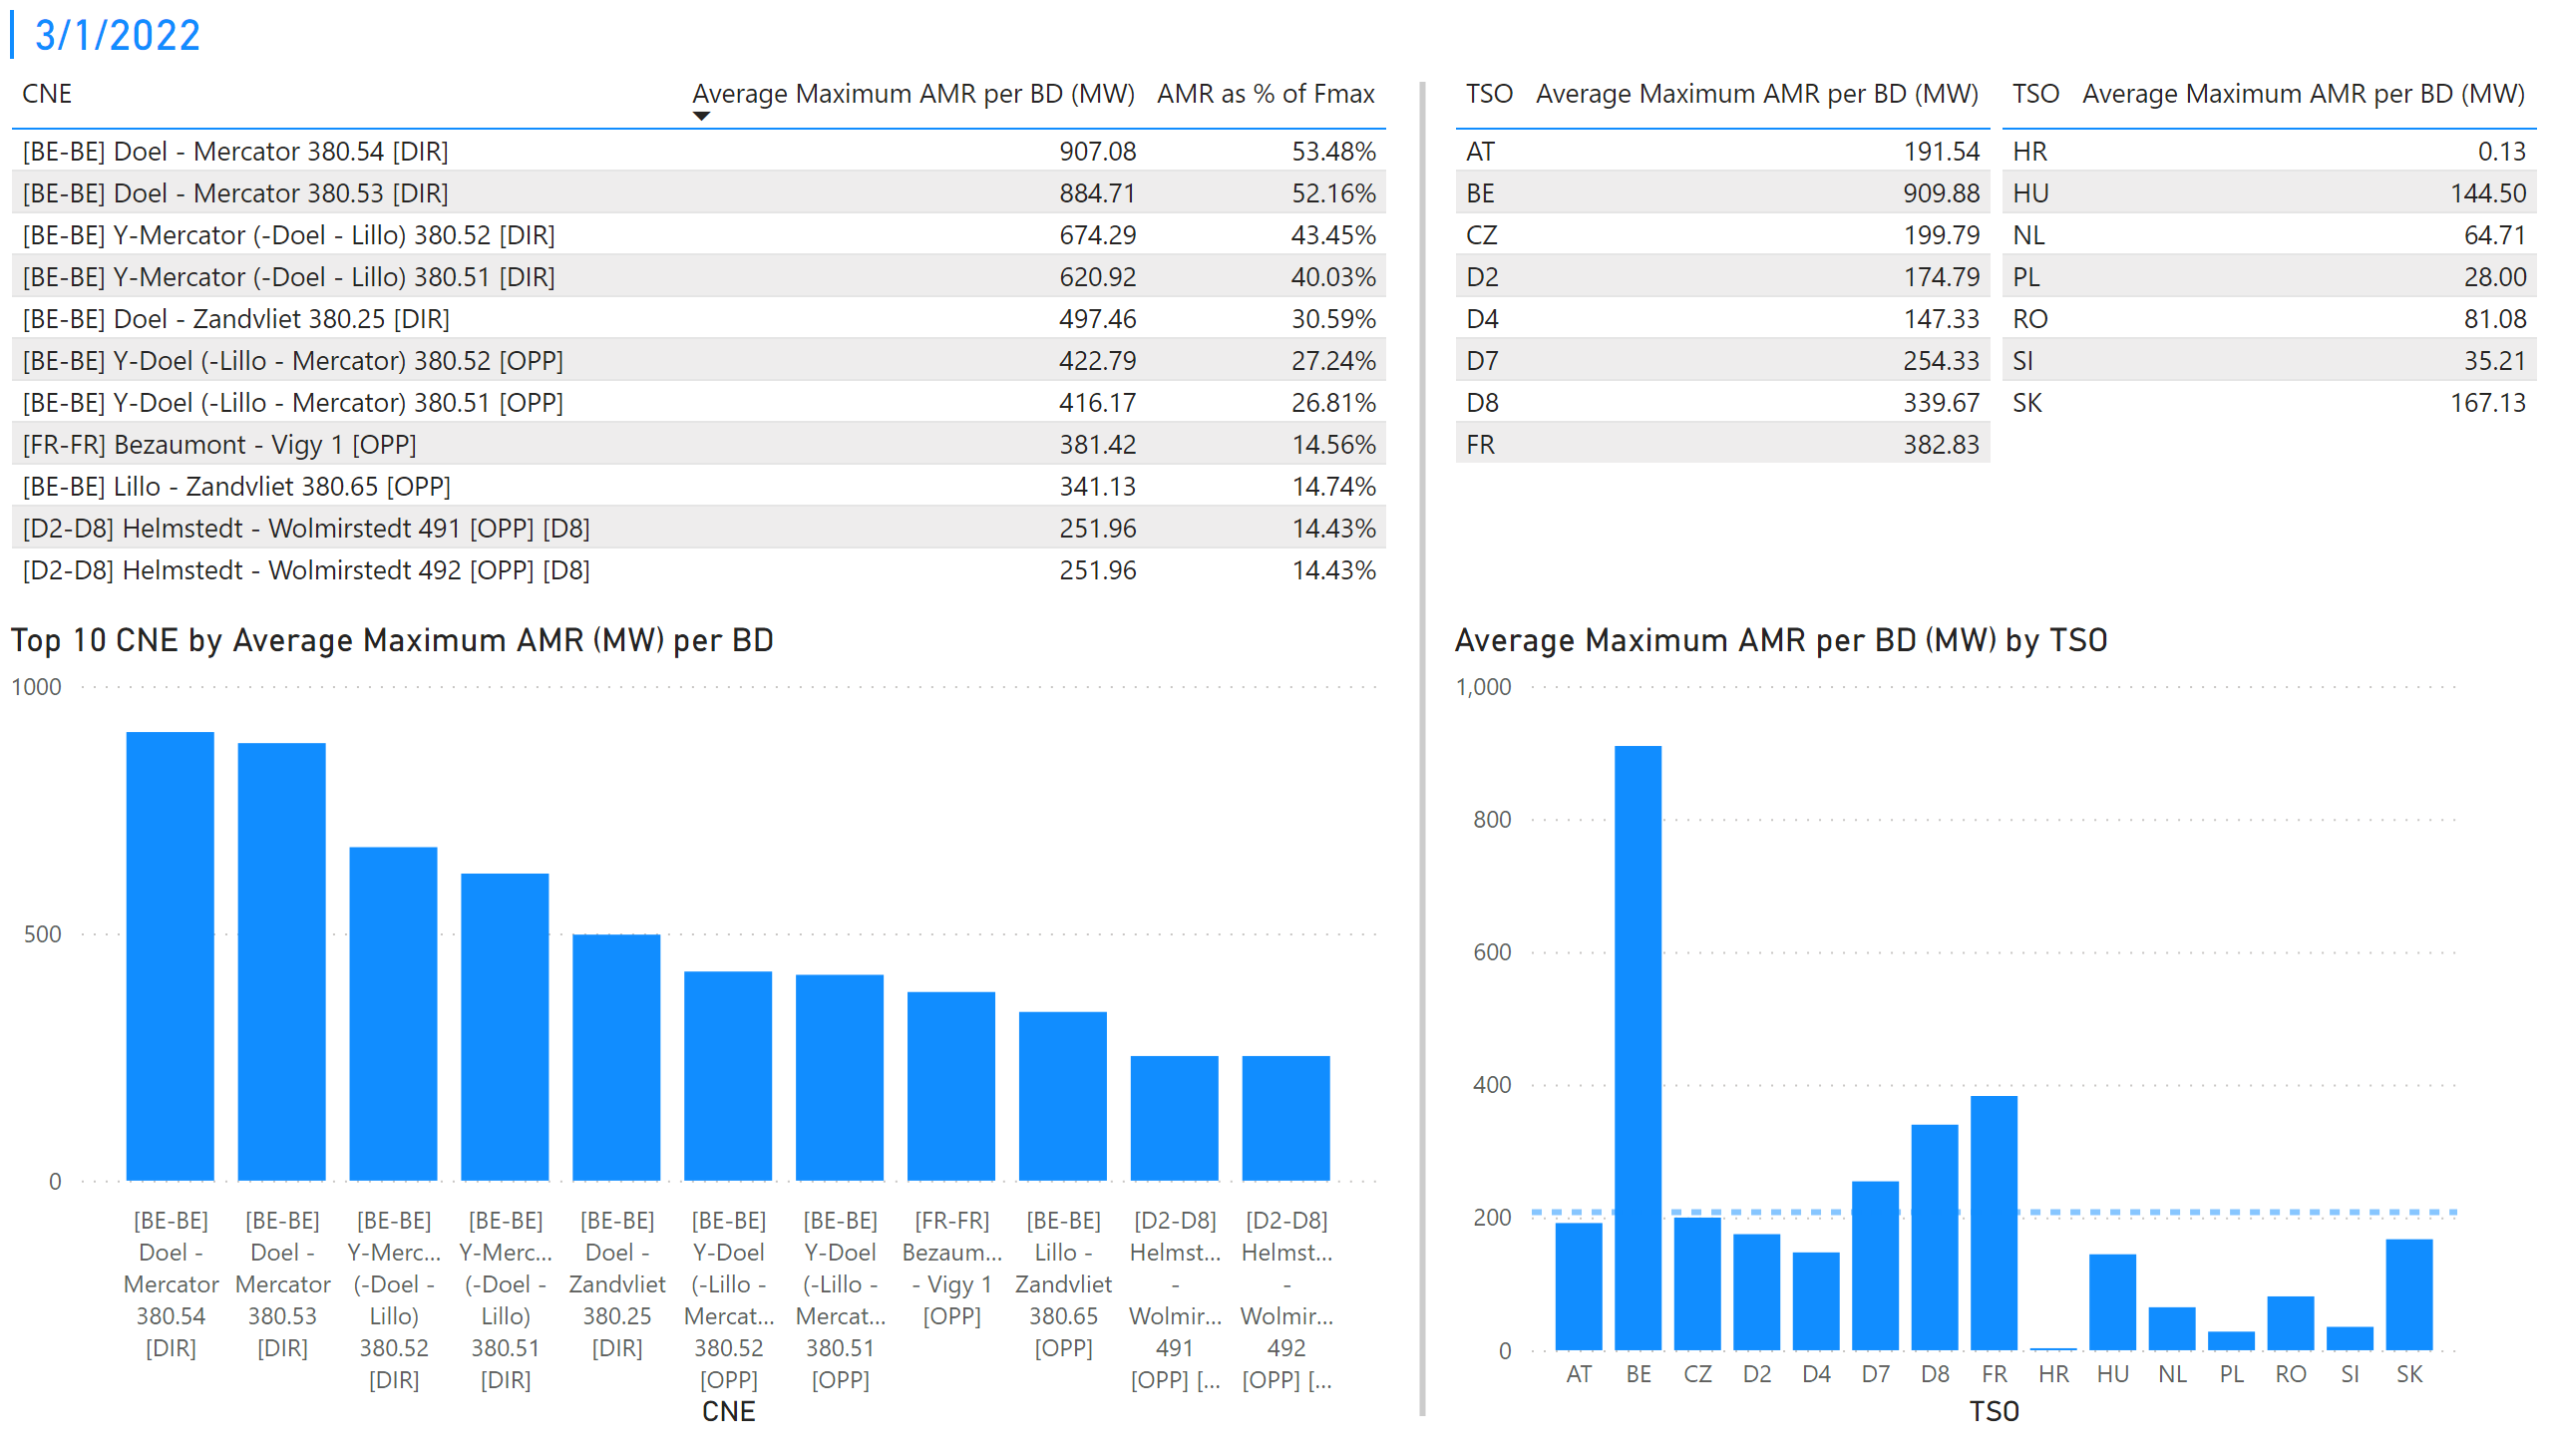 3/1/2022
CNE Average Maximum AMR per BD (MW) AMR as % of Fmax
[BE-BE] Doel - Mercator 380.54 [DIR] 907.08 53.48%
[BE-BE] Doel - Mercator 380.53 [DIR] 884.71 52.16%
[BE-BE] Y-Mercator (-Doel - Lillo) 380.52 [DIR] 674.29 43.45%
[BE-BE] Y-Mercator (-Doel - Lillo) 380.51 [DIR] 620.92 40.03%
[BE-BE] Doel - Zandvliet 380.25 [DIR] 497.46 30.59%
[BE-BE] Y-Doel (-Lillo - Mercator) 380.52 [OPP] 422.79 27.24%
[BE-BE] Y-Doel (-Lillo - Mercator) 380.51 [OPP] 416.17 26.81%
[FR-FR] Bezaumont - Vigy 1 [OPP] 381.42 14.56%
[BE-BE] Lillo - Zandvliet 380.65 [OPP] 341.13 14.74%
[D2-D8] Helmstedt - Wolmirstedt 491 [OPP] [D8] 251.96 14.43%
[D2-D8] Helmstedt - Wolmirstedt 492 [OPP] [D8] 251.96 14.43%
TSO Average Maximum AMR per BD (MW)
AT 191.54
BE 909.88
CZ 199.79
D2 174.79
D4 147.33
D7 254.33
D8 339.67
FR 382.83
TSO Average Maximum AMR per BD (MW)
HR 0.13
HU 144.50
NL 64.71
PL 28.00
RO 81.08
SI 35.21
SK 167.13
Top 10 CNE by Average Maximum AMR (MW) per BD
1000
500
0
[BE-BE]
Doel -
Mercator
380.54
[DIR]
[BE-BE]
Doel -
Mercator
380.53
[DIR]
[BE-BE]
Y-Merc...
(-Doel -
Lillo)
380.52
[DIR]
[BE-BE]
Y-Merc...
(-Doel -
Lillo)
380.51
[DIR]
[BE-BE]
Doel -
Zandvliet
380.25
[DIR]
[BE-BE]
Y-Doel
(-Lillo -
Mercat...
380.52
[OPP]
[BE-BE]
Y-Doel
(-Lillo -
Mercat...
380.51
[OPP]
[FR-FR]
Bezaum...
- Vigy 1
[OPP]
[BE-BE]
Lillo -
Zandvliet
380.65
[OPP]
[D2-D8]
Helmst...
-
Wolmir...
491
[OPP] [...
[D2-D8]
Helmst...
-
Wolmir...
492
[OPP] [...
CNE
Average Maximum AMR per BD (MW) by TSO
1,000
800
600
400
200
0
AT BE CZ D2 D4 D7 D8 FR HR HU NL PL RO SI SK
TSO